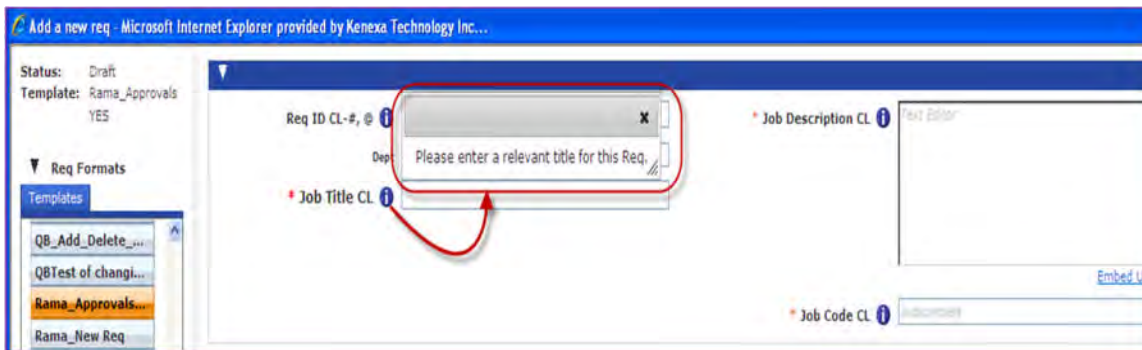 Add a new req - Microsoft Internet Explorer provided by Kenexa Technology Inc...
Status: Draft
Template: Rama_Approvals
YES
Req Formats
Templates
QB_Add_Delete_...
QBTest of changi...
Rama_Approvals...
Rama_New Req
Req ID CL-#, @
Dep
* Job Title CL
x
Please enter a relevant title for this Req.
* Job Description CL
Text Editor
Embed U
* Job Code CL